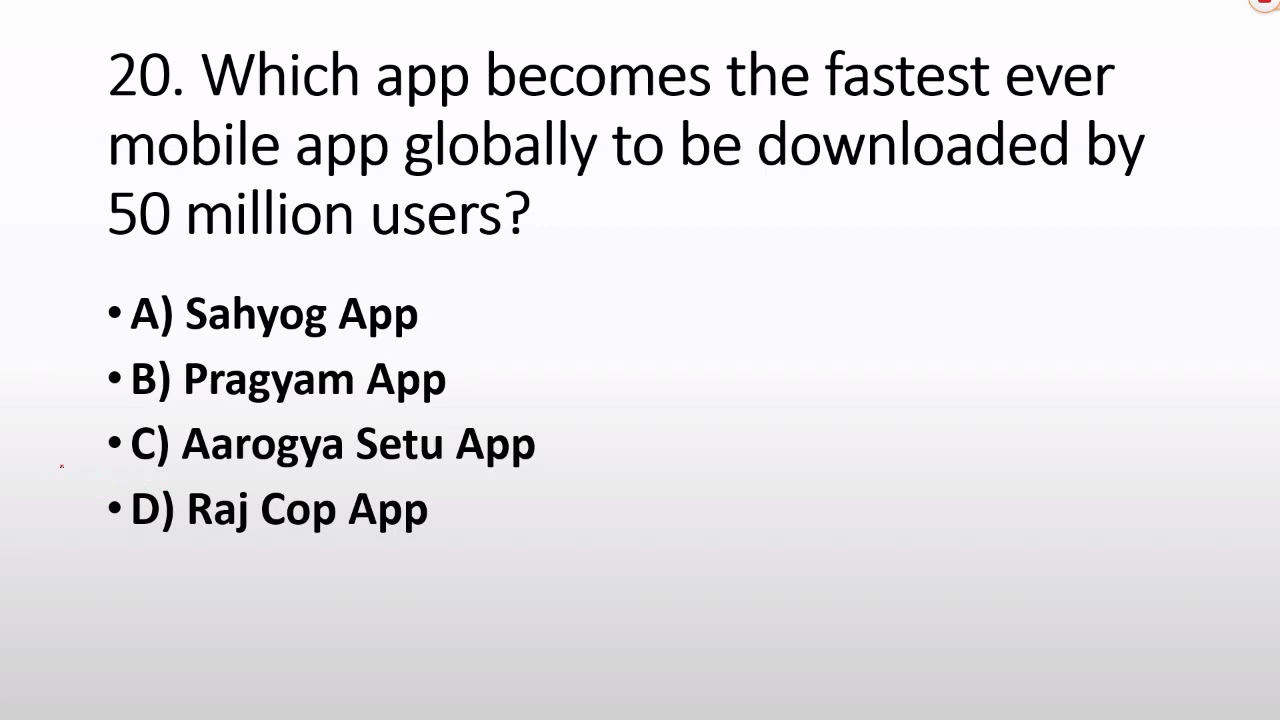 20. Which app becomes the fastest ever
mobile app globally to be downloaded by
50 million users?
• A) Sahyog App
• B) Pragyam App
• C) Aarogya Setu App
• D) Raj Cop App